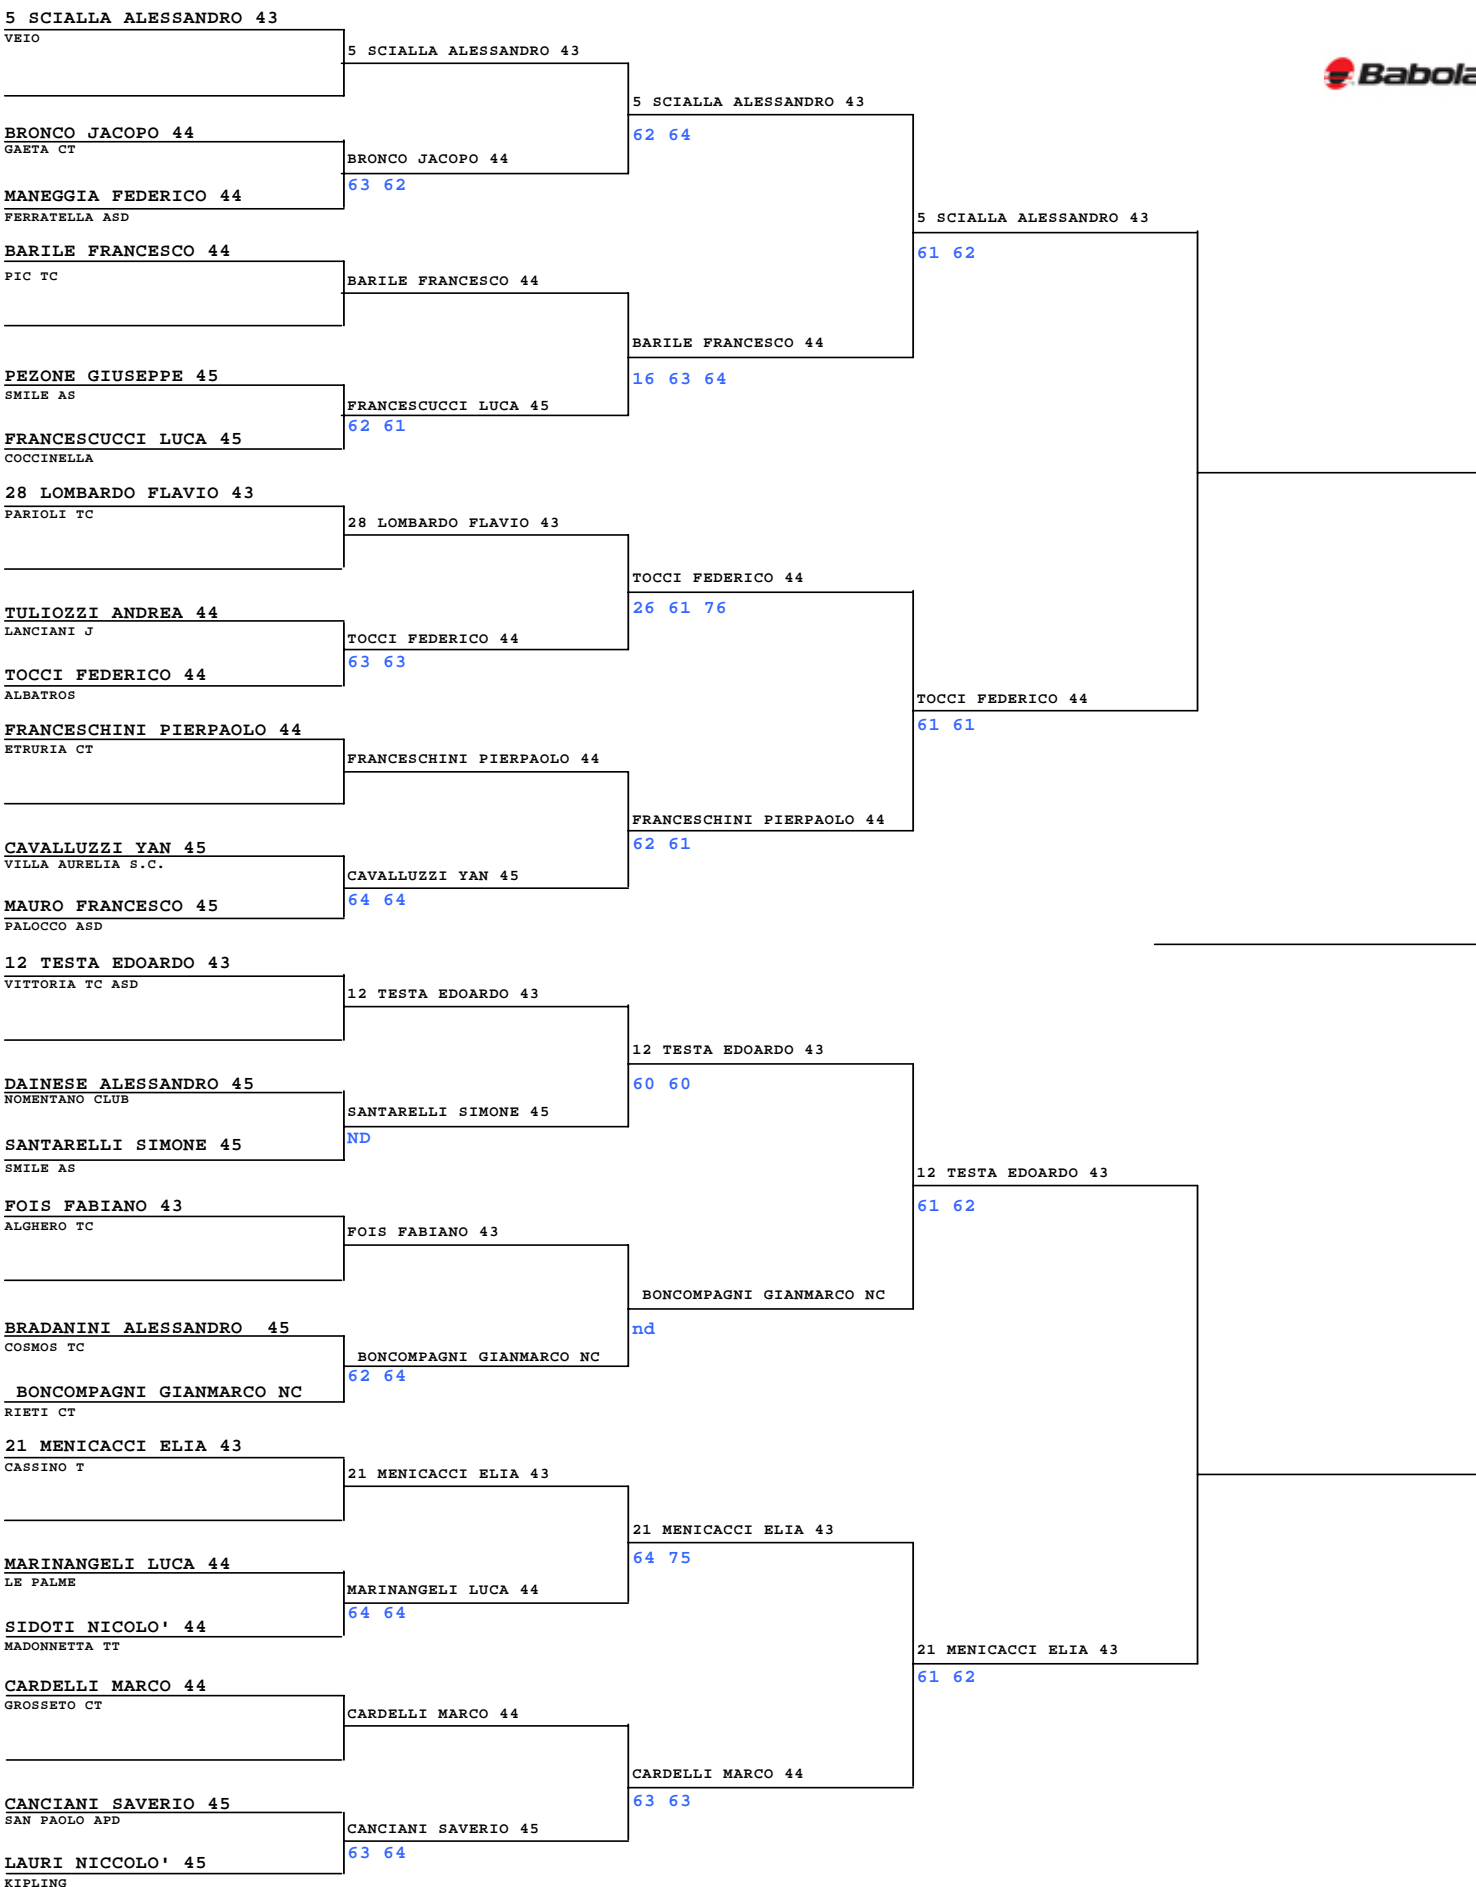 5 SCIALLA ALESSANDRO 43
VEIO
5 SCIALLA ALESSANDRO 43
Babola
5 SCIALLA ALESSANDRO 43
62 64
BRONCO JACOPO 44
GAETA CT
BRONCO JACOPO 44
63 62
MANEGGIA FEDERICO 44
FERRATELLA ASD
5 SCIALLA ALESSANDRO 43
61 62
BARILE FRANCESCO 44
PIC TC
BARILE FRANCESCO 44
BARILE FRANCESCO 44
16 63 64
PEZONE GIUSEPPE 45
SMILE AS
FRANCESCUCCI LUCA 45
62 61
FRANCESCUCCI LUCA 45
COCCINELLA
28 LOMBARDO FLAVIO 43
PARIOLI TC
28 LOMBARDO FLAVIO 43
TOCCI FEDERICO 44
26 61 76
TULIOZZI ANDREA 44
LANCIANI J
TOCCI FEDERICO 44
63 63
TOCCI FEDERICO 44
ALBATROS
TOCCI FEDERICO 44
61 61
FRANCESCHINI PIERPAOLO 44
ETRURIA CT
FRANCESCHINI PIERPAOLO 44
FRANCESCHINI PIERPAOLO 44
62 61
CAVALLUZZI YAN 45
VILLA AURELIA S.C.
CAVALLUZZI YAN 45
64 64
MAURO FRANCESCO 45
PALOCCO ASD
12 TESTA EDOARDO 43
VITTORIA TC ASD
12 TESTA EDOARDO 43
12 TESTA EDOARDO 43
60 60
DAINESE ALESSANDRO 45
NOMENTANO CLUB
SANTARELLI SIMONE 45
ND
SANTARELLI SIMONE 45
SMILE AS
12 TESTA EDOARDO 43
61 62
FOIS FABIANO 43
ALGHERO TC
FOIS FABIANO 43
BONCOMPAGNI GIANMARCO NC
nd
BRADANINI ALESSANDRO 45
COSMOS TC
BONCOMPAGNI GIANMARCO NC
62 64
BONCOMPAGNI GIANMARCO NC
RIETI CT
21 MENICACCI ELIA 43
CASSINO T
21 MENICACCI ELIA 43
21 MENICACCI ELIA 43
64 75
MARINANGELI LUCA 44
LE PALME
MARINANGELI LUCA 44
64 64
SIDOTI NICOLO' 44
MADONNETTA TT
21 MENICACCI ELIA 43
61 62
CARDELLI MARCO 44
GROSSETO CT
CARDELLI MARCO 44
CARDELLI MARCO 44
63 63
CANCIANI SAVERIO 45
SAN PAOLO APD
CANCIANI SAVERIO 45
63 64
LAURI NICCOLO' 45
KIPLING